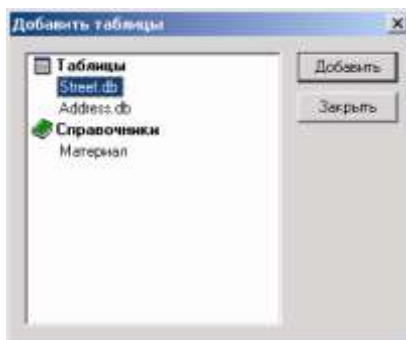 Добавить таблицы
Таблицы
Street.db
Address.db
Справочники
Материал
Добавить
Закрыть